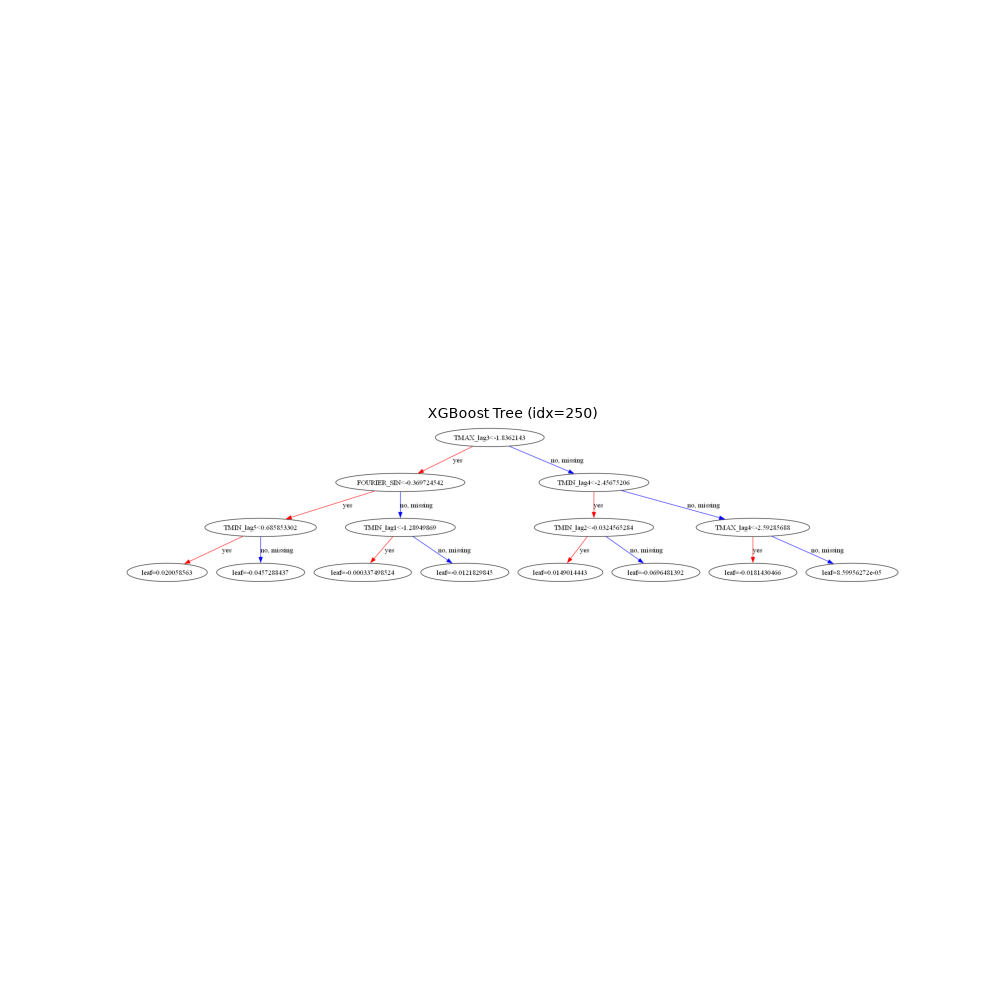 XGBoost Tree (idx=250)
TMAX_lag3<-1.8362143
yes
no, missing
FOURIER_SIN<-0.369724542
TMIN_lag4<-2.45675206
yes
no, missing
yes
no, missing
TMIN_lag5<0.685853302
TMIN_lag1<-1.28949869
TMIN_lag2<-0.0324565284
TMAX_lag4<-2.59285688
yes
no, missing
yes
no, missing
yes
no, missing
yes
no, missing
leaf=0.020058563
leaf=-0.0457288437
leaf=-0.000337498524
leaf=-0.0121829845
leaf=0.0149014443
leaf=-0.0696481392
leaf=-0.0181430466
leaf=8.59956272e-05